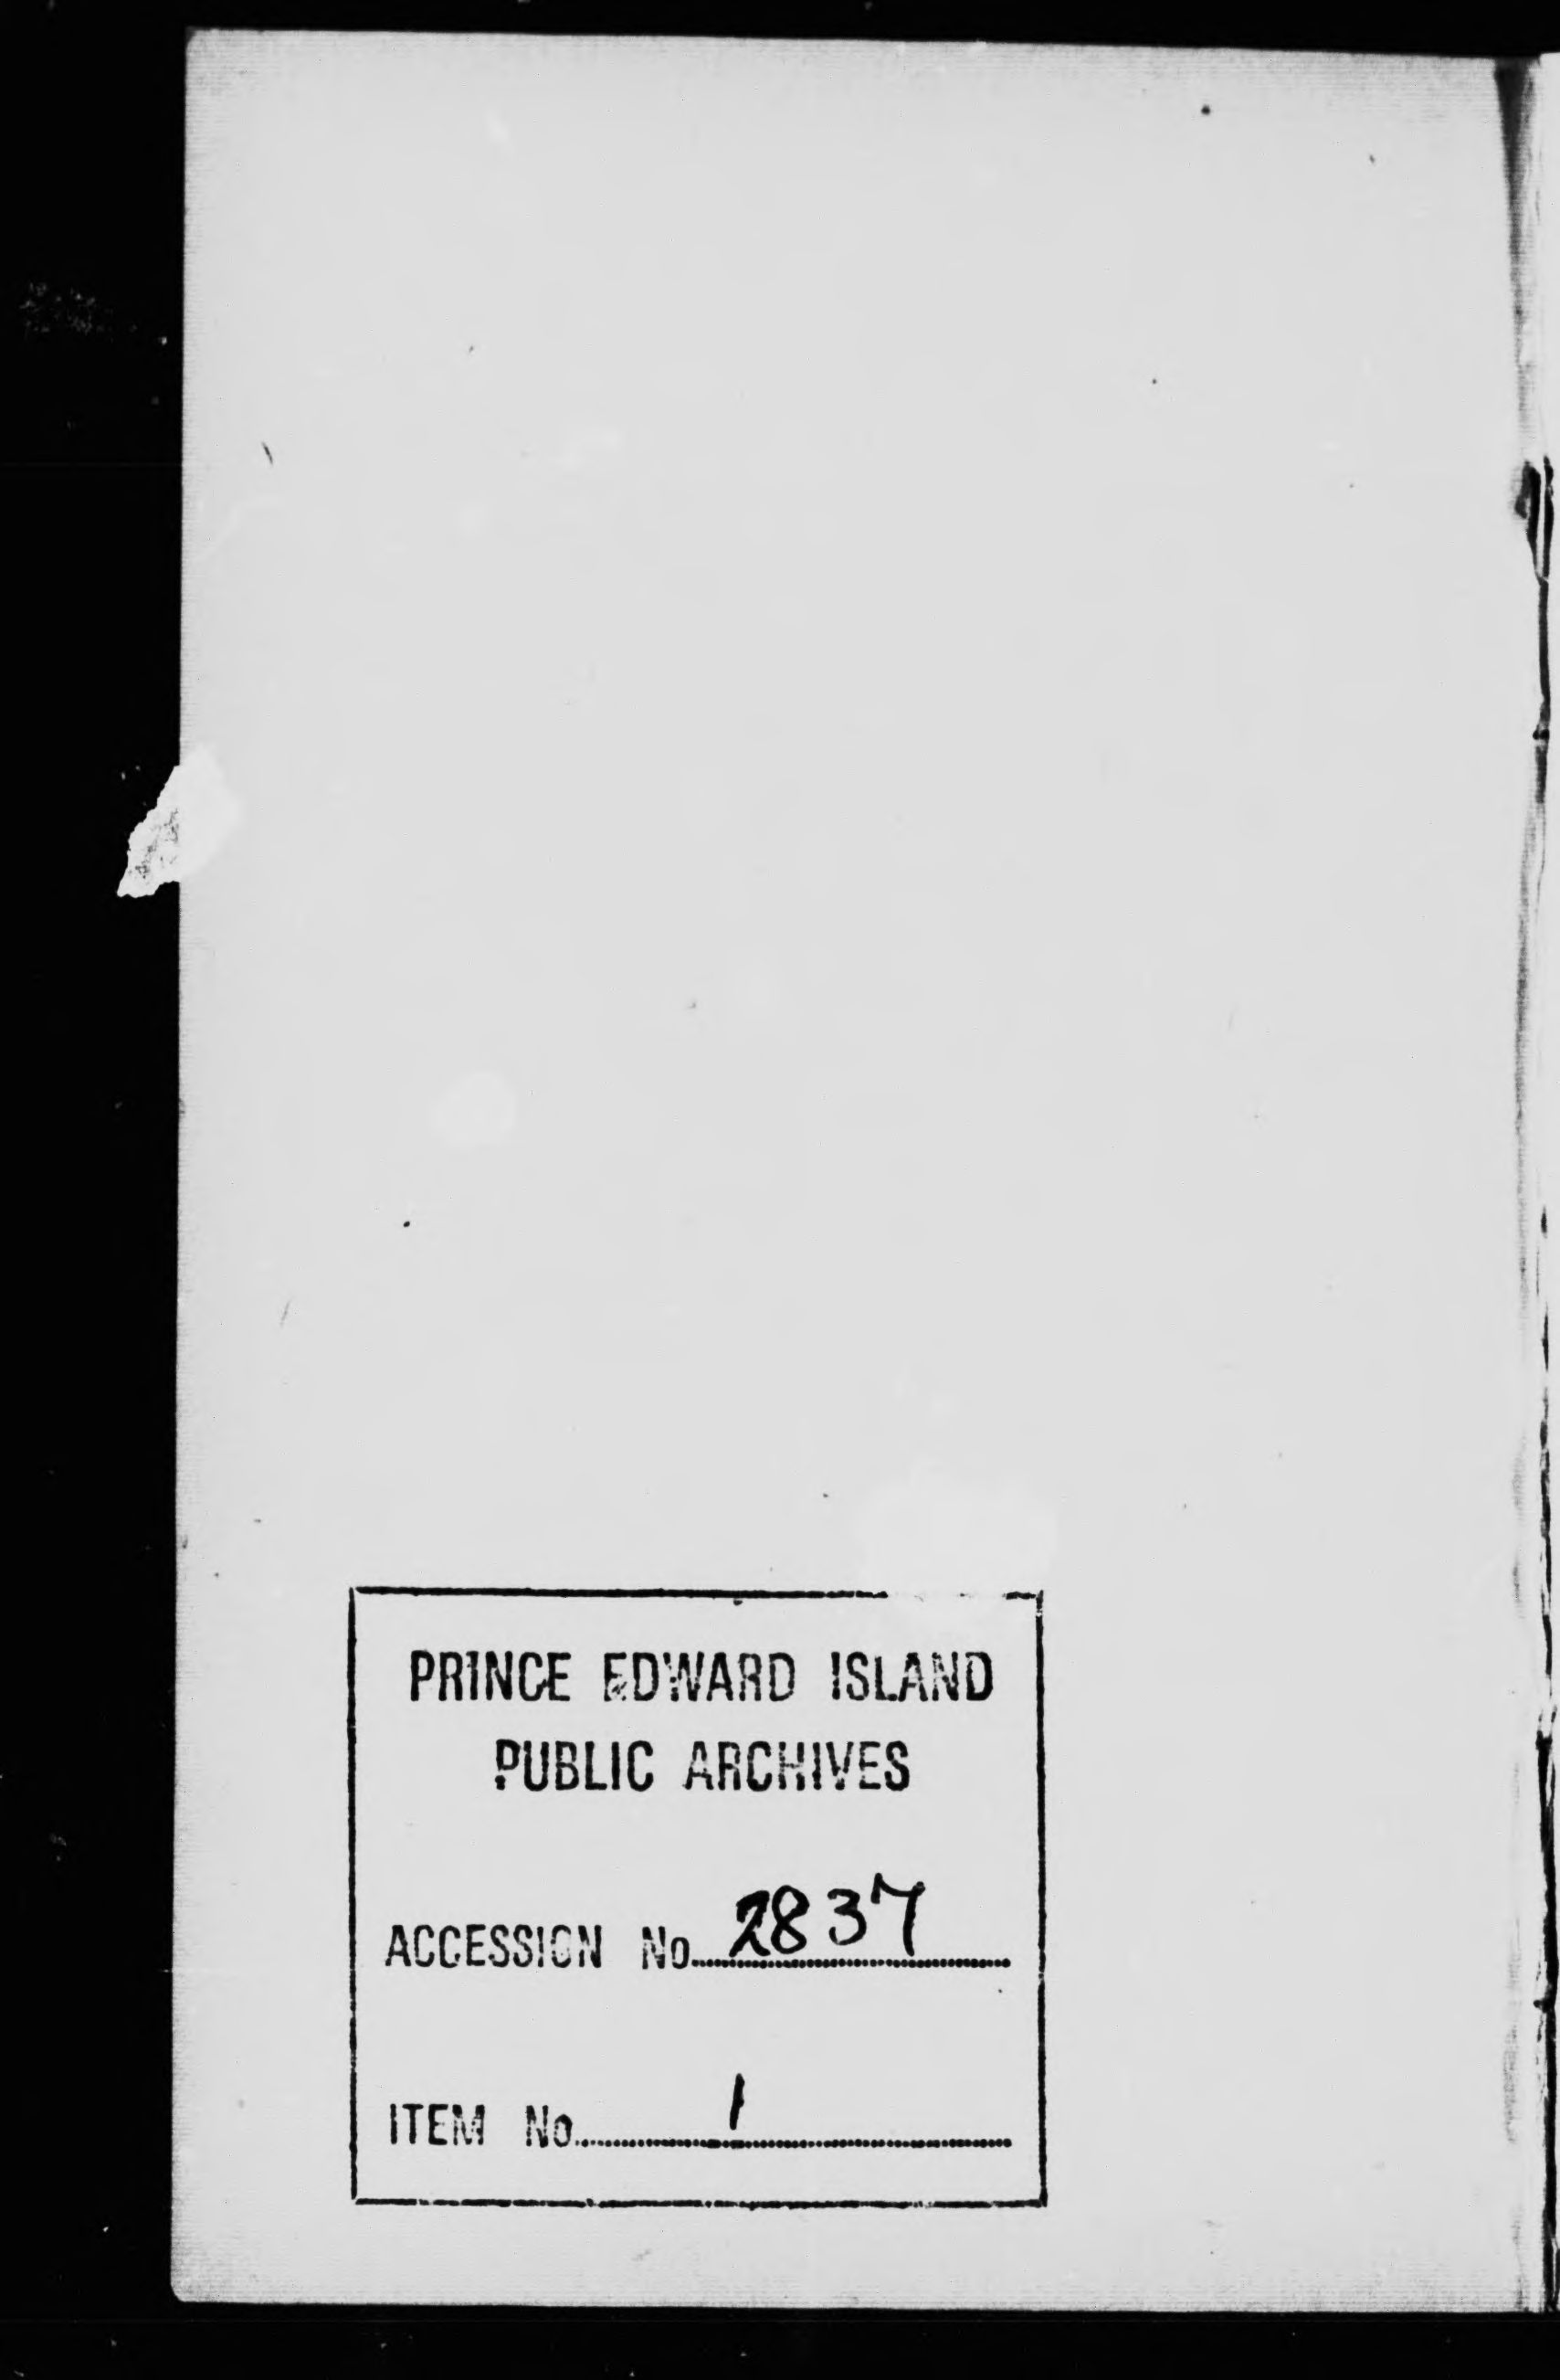 PRINCE EDWARD ISLAND
PUBLIC ARCHIVES
ACCESSION No. 2837
ITEM No. 1